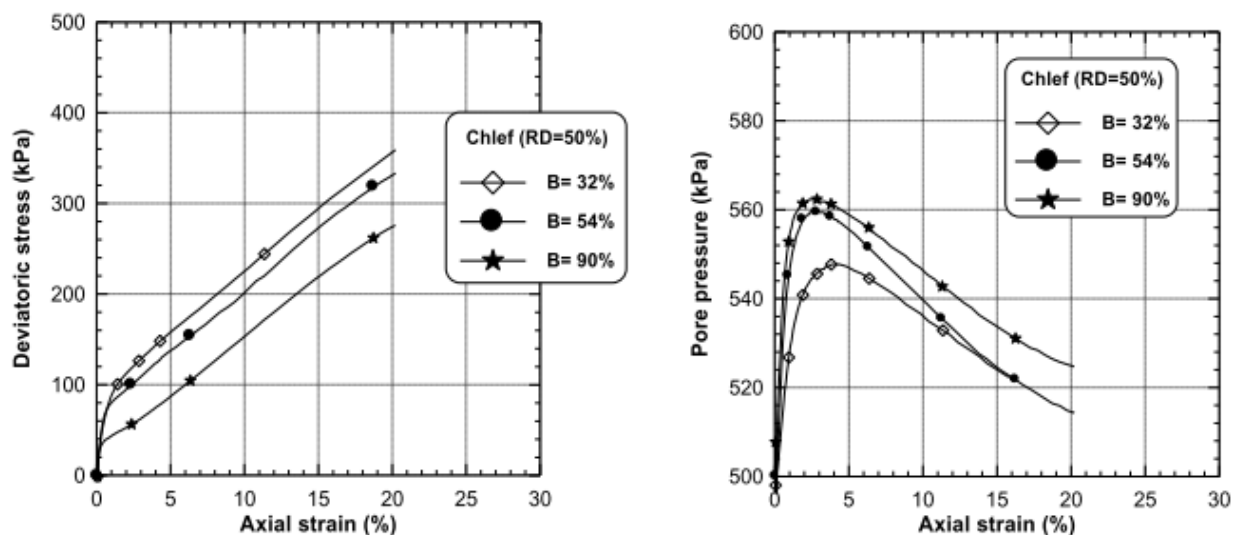 500
400
300
200
100
0
0 5 10 15 20 25 30
Deviatoric stress (kPa)
Axial strain (%)
Chlef (RD=50%)
B= 32%
B= 54%
B= 90%
600
580
560
540
520
500
0 5 10 15 20 25 30
Pore pressure (kPa)
Axial strain (%)
Chlef (RD=50%)
B= 32%
B= 54%
B= 90%